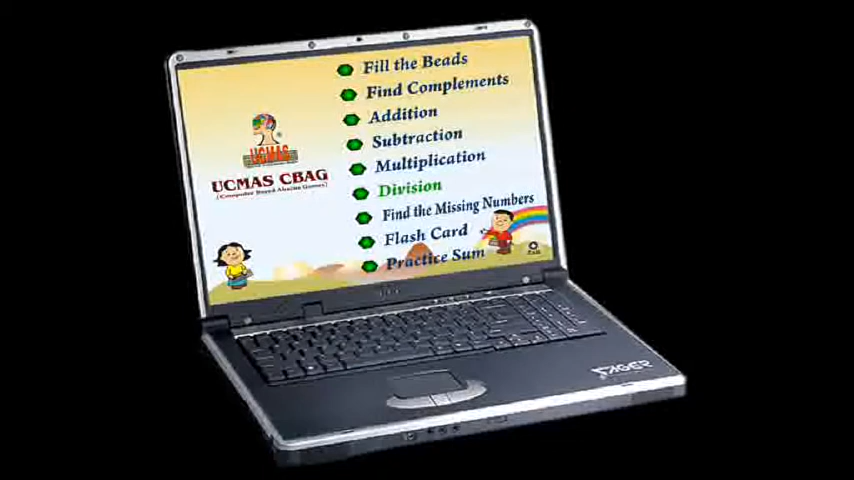 Fill the Beads
Find Complements
Addition
Subtraction
Multiplication
Division
Find the Missing Numbers
Flash Card
Practice Sum
UCMAS
UCMAS CBAG
(Computer Based Abacus Games)
SAGER